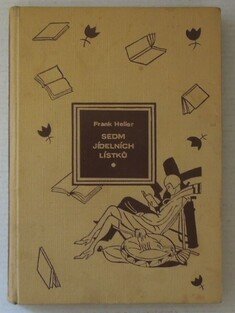 Frank Heller
SEDM
JÍDELNÍCH
LÍSTKŮ